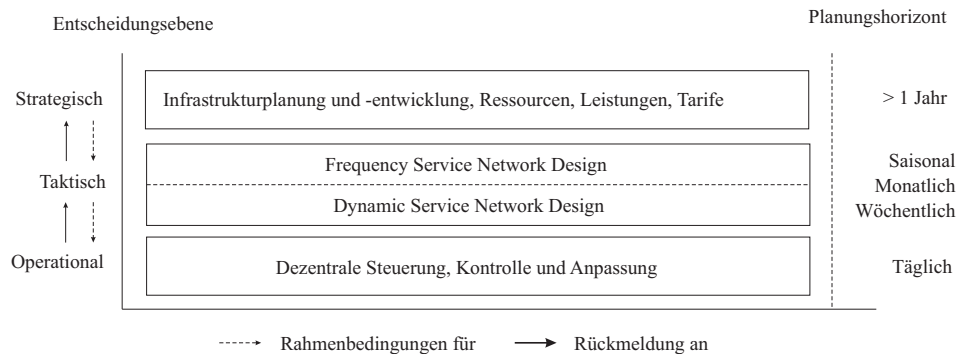 Entscheidungsebene
Planungshorizont
Strategisch
Infrastrukturplanung und -entwicklung, Ressourcen, Leistungen, Tarife
> 1 Jahr
Taktisch
Frequency Service Network Design
Dynamic Service Network Design
Saisonal
Monatlich
Wöchentlich
Operational
Dezentrale Steuerung, Kontrolle und Anpassung
Täglich
Rahmenbedingungen für
Rückmeldung an